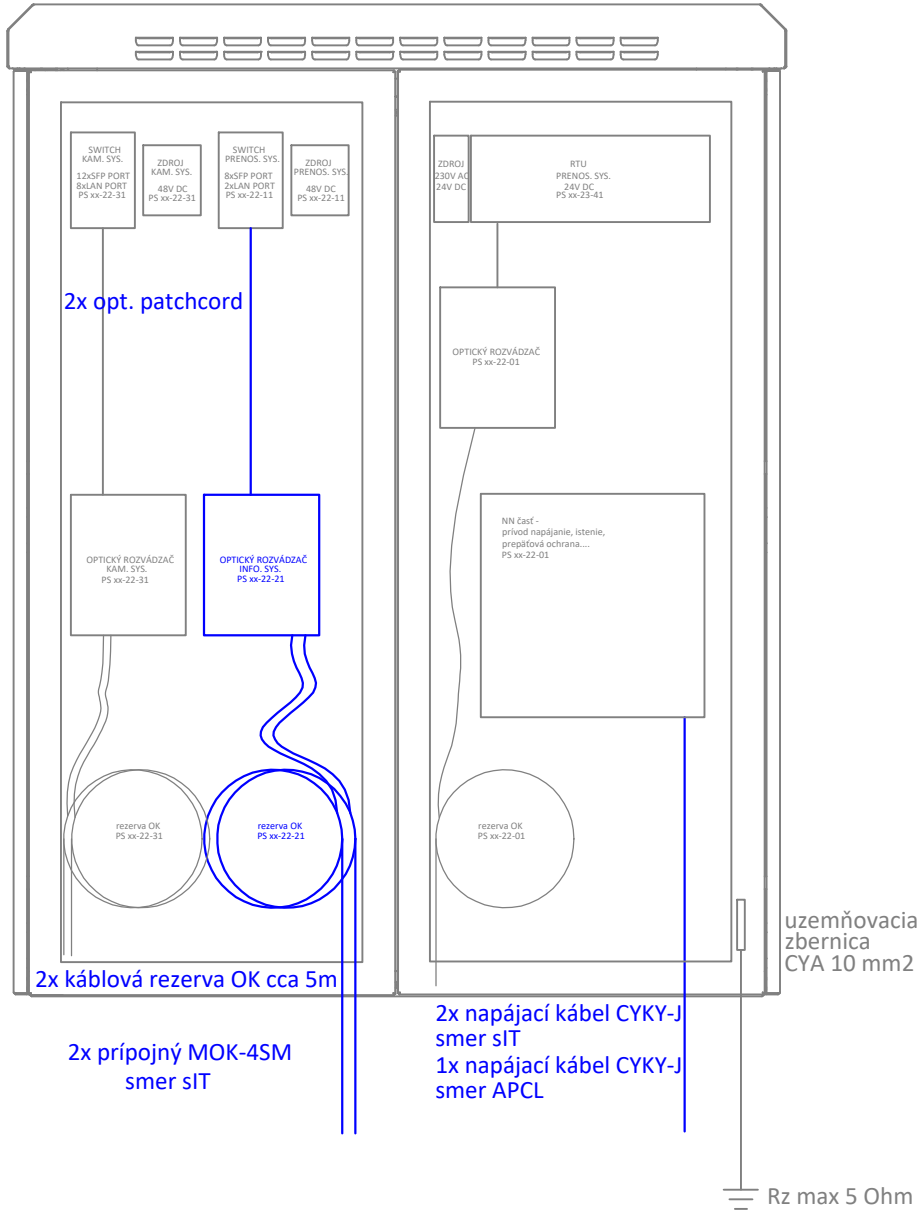 SWITCH
KAM. SYS.
12xSFP PORT
8xLAN PORT
PS xx-22-31
ZDROJ
KAM. SYS.
48V DC
PS xx-22-31
SWITCH
PRENOS. SYS.
8xSFP PORT
2xLAN PORT
PS xx-22-11
ZDROJ
PRENOS. SYS.
48V DC
PS xx-22-11
ZDROJ
230V AC
24V DC
RTU
PRENOS. SYS.
24V DC
PS xx-23-41
2x opt. patchcord
OPTICKÝ ROZVÁDZAČ
PS xx-22-01
OPTICKÝ ROZVÁDZAČ
KAM. SYS.
PS xx-22-31
OPTICKÝ ROZVÁDZAČ
INFO. SYS.
PS xx-22-21
NN časť -
prívod napájanie, istenie,
prepäťová ochrana....
PS xx-22-01
rezerva OK
PS xx-22-31
rezerva OK
PS xx-22-21
rezerva OK
PS xx-22-01
uzemňovacia
zbernica
CYA 10 mm2
2x káblová rezerva OK cca 5m
2x prípojný MOK-4SM
smer sIT
2x napájací kábel CYKY-J
smer sIT
1x napájací kábel CYKY-J
smer APCL
Rz max 5 Ohm